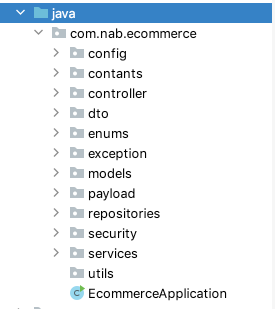 java
com.nab.ecommerce
config
contants
controller
dto
enums
exception
models
payload
repositories
security
services
utils
EcommerceApplication